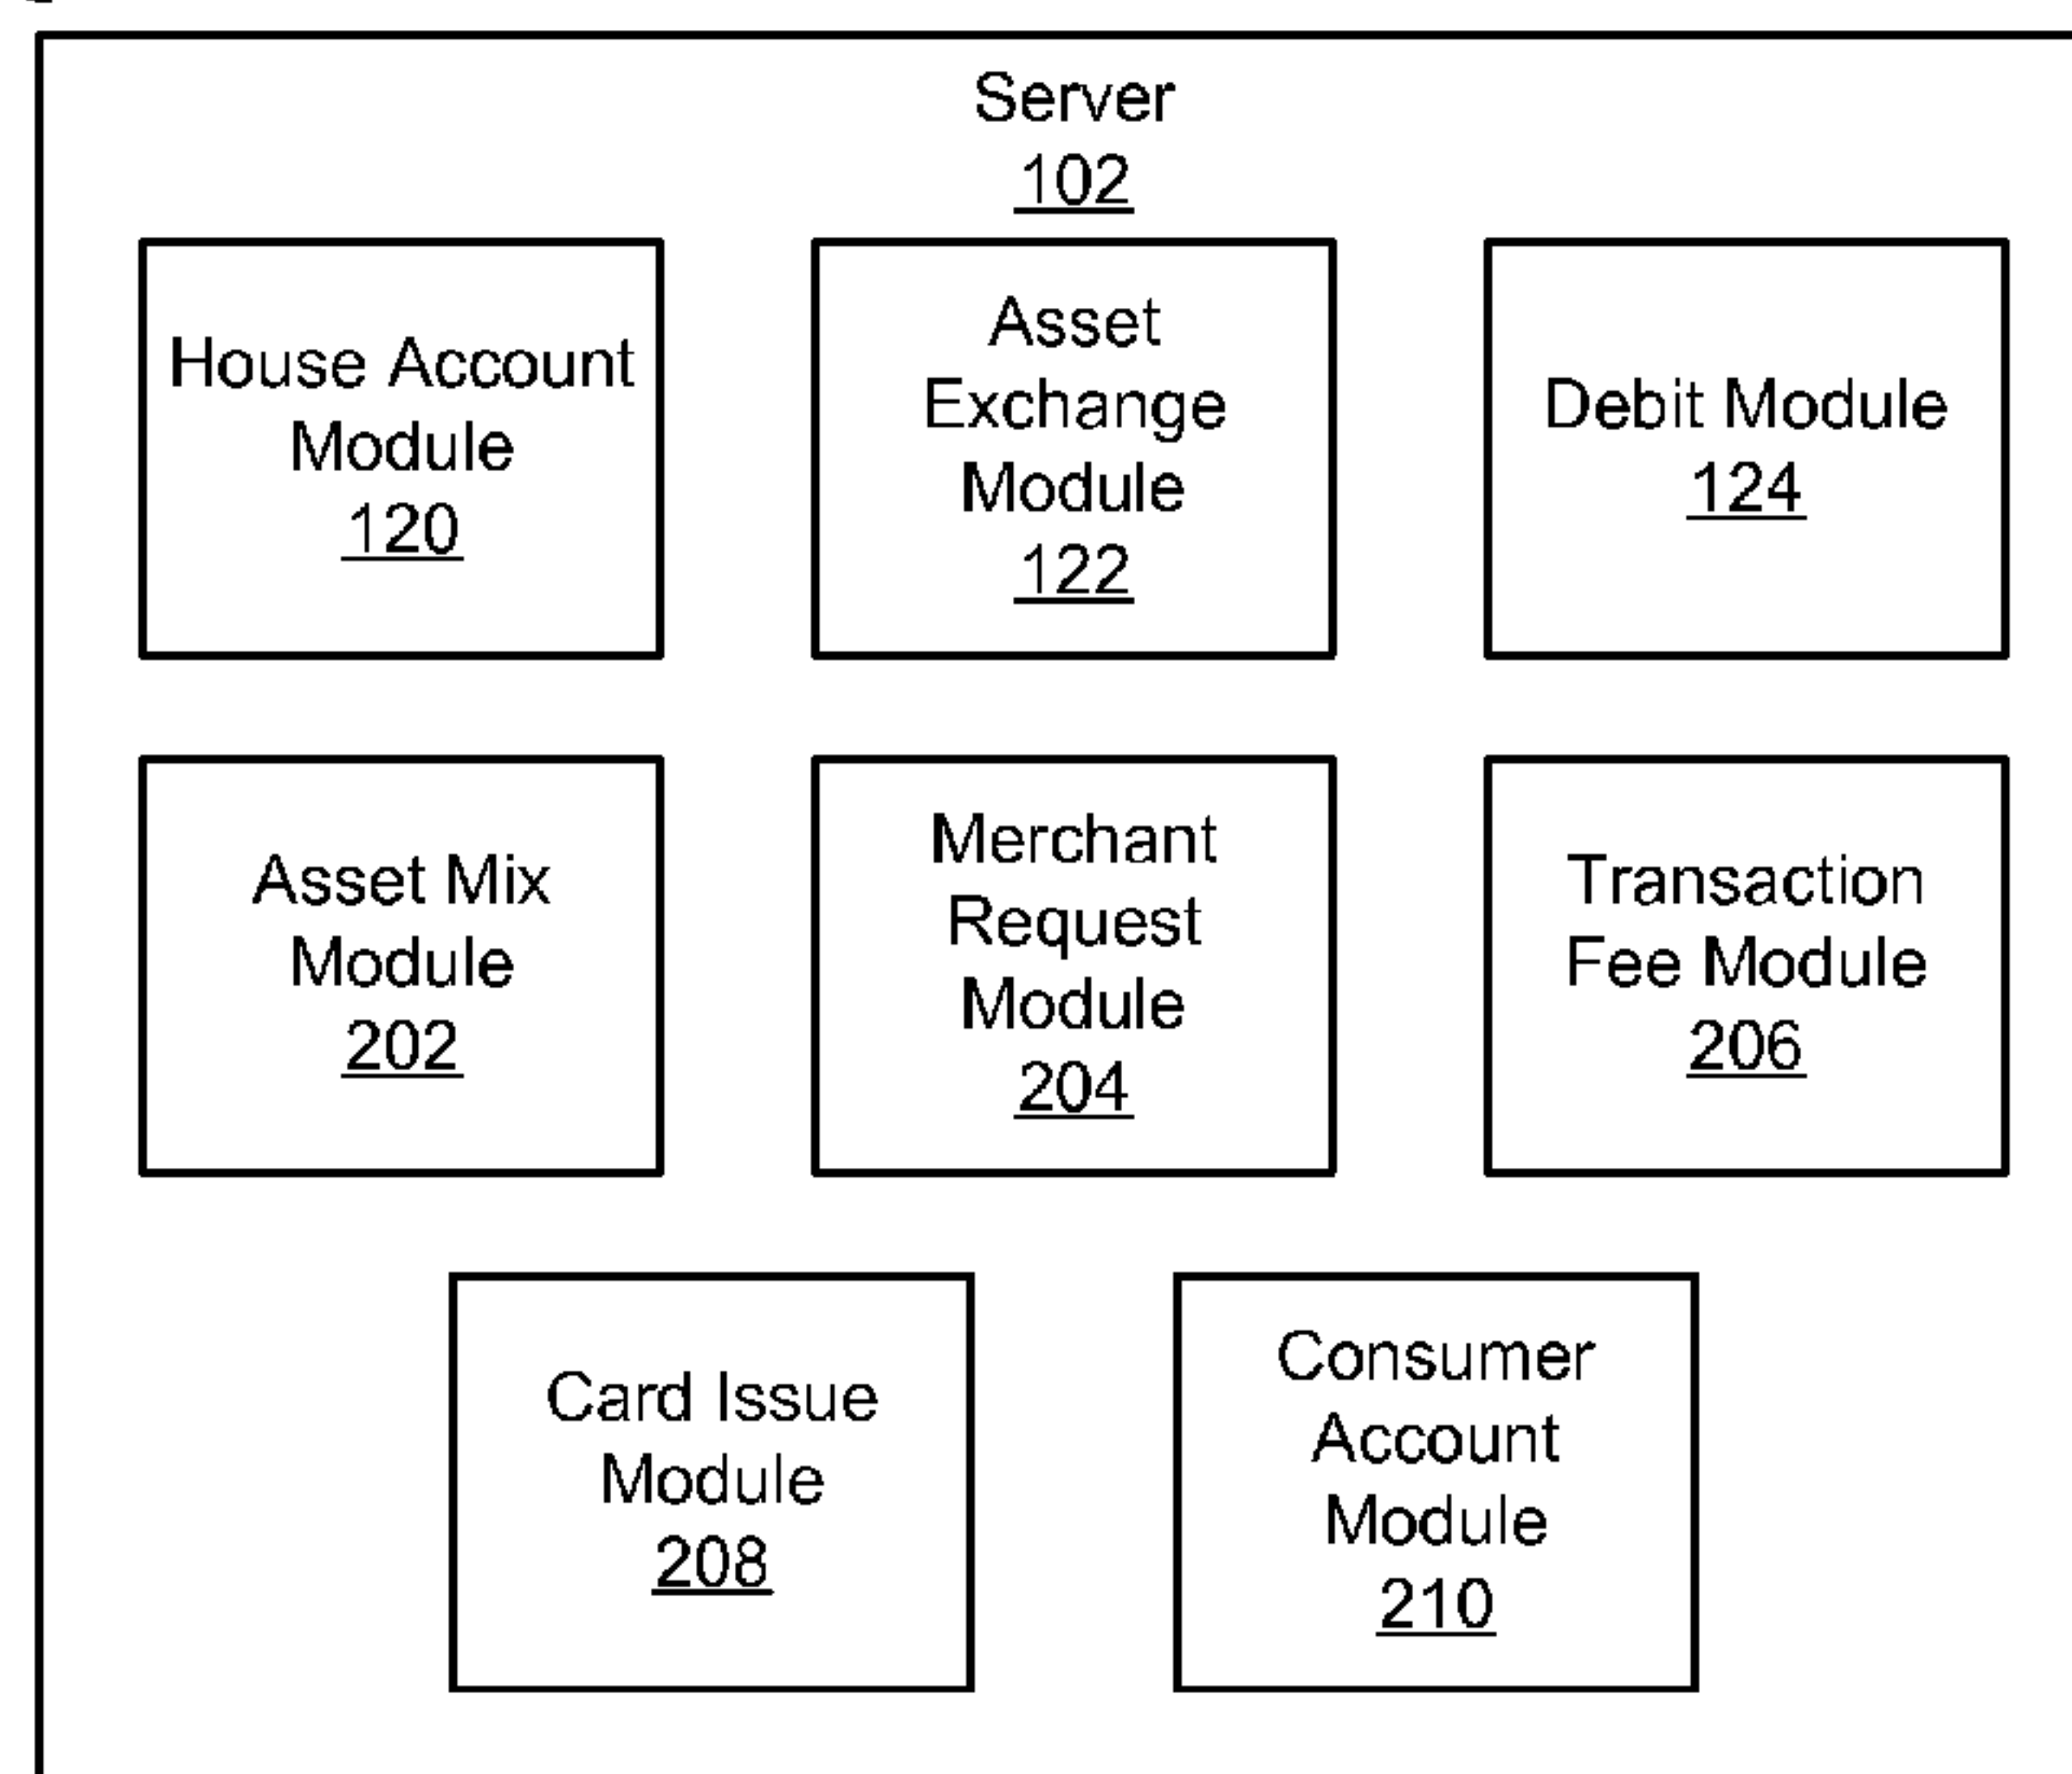 Server
102
House Account
Module
120
Asset
Exchange
Module
122
Debit Module
124
Asset Mix
Module
202
Merchant
Request
Module
204
Transaction
Fee Module
206
Card Issue
Module
208
Consumer
Account
Module
210